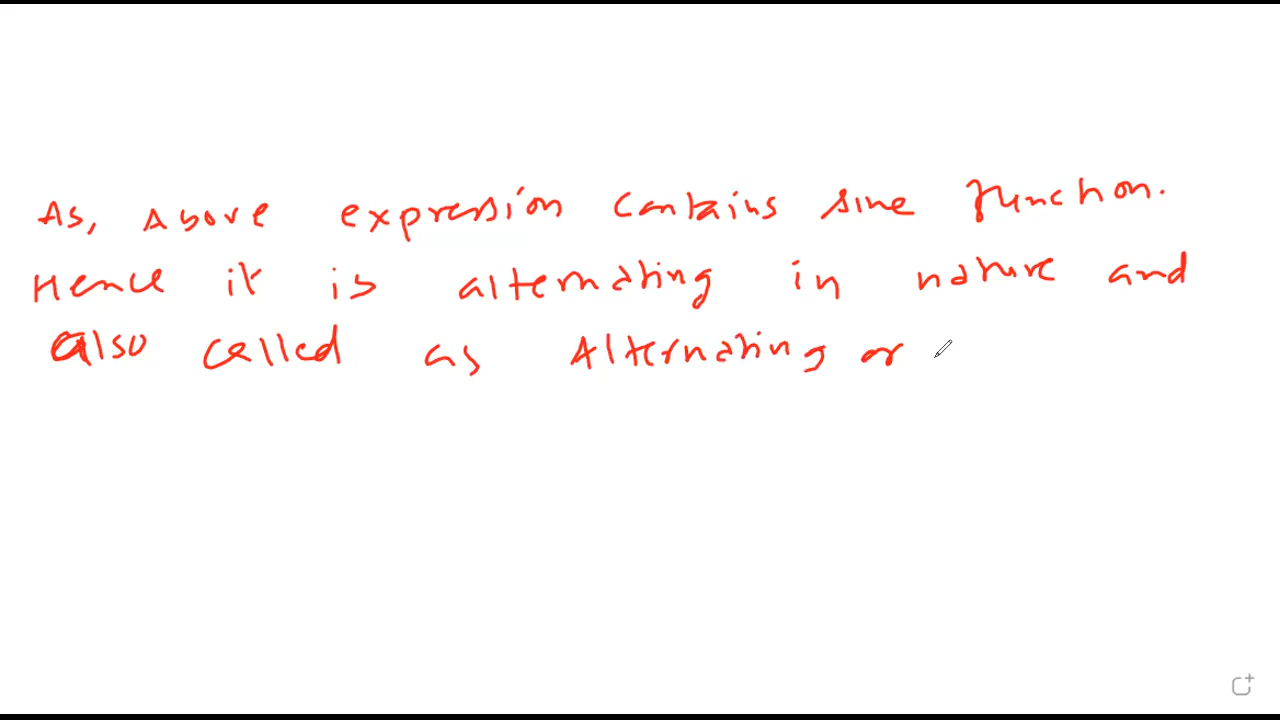 As, Above expression contains sine function.
Hence it is alternating in nature and
also called as Alternating or